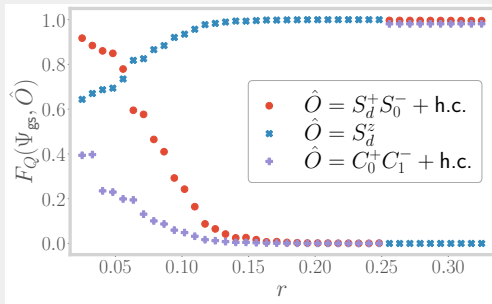 1.0
0.8
0.6
0.4
0.2
0.0
F_Q(Ψ_gs, Ô)
Ô = S_d^+ S_0^- + h.c.
Ô = S_d^z
Ô = C_0^+ C_1^- + h.c.
0.05 0.10 0.15 0.20 0.25 0.30
r